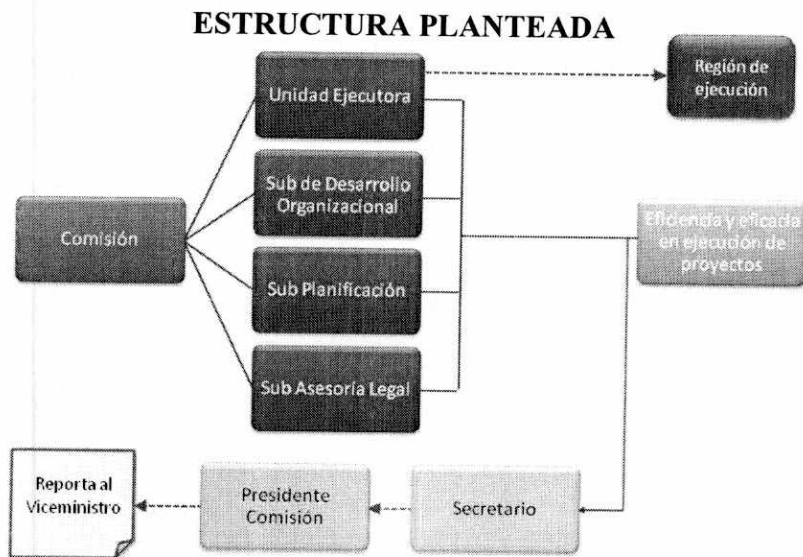 ESTRUCTURA PLANTEADA
Unidad Ejecutora
Región de
ejecución
Sub de Desarrollo
Organizacional
Comisión
Eficiencia y eficacia
en ejecución de
proyectos
Sub Planificación
Sub Asesoría Legal
Reporta al
Viceministro
Presidente
Comisión
Secretario